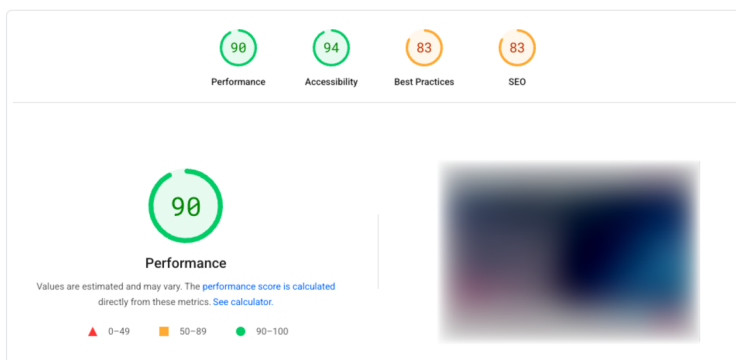 90
94
83
83
Performance
Accessibility
Best Practices
SEO
90
Performance
Values are estimated and may vary. The performance score is calculated
directly from these metrics. See calculator.
0–49
50–89
90–100